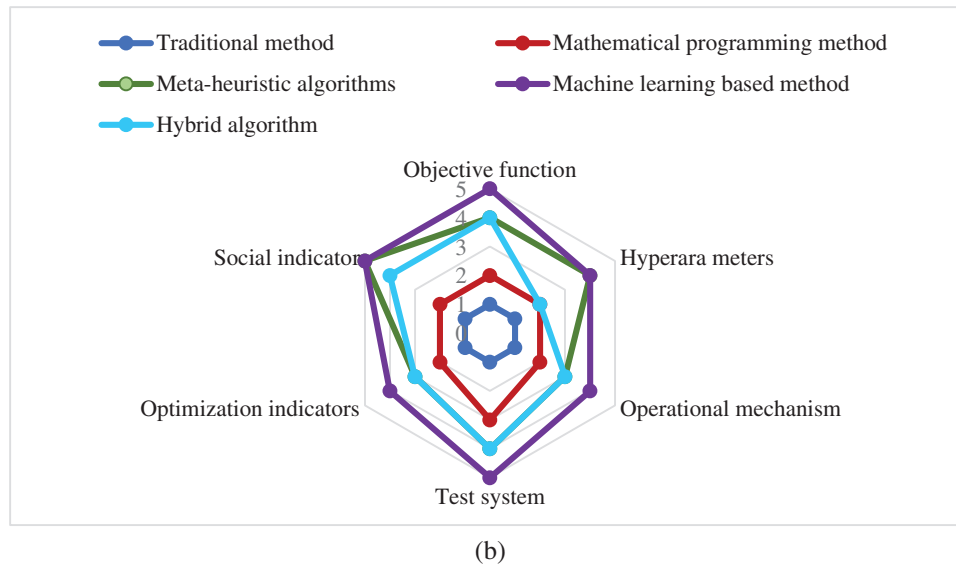 Traditional method
Mathematical programming method
Meta-heuristic algorithms
Machine learning based method
Hybrid algorithm
Objective function
5
4
3
Social indicator
Hyperara meters
2
1
0
Optimization indicators
Operational mechanism
Test system
(b)